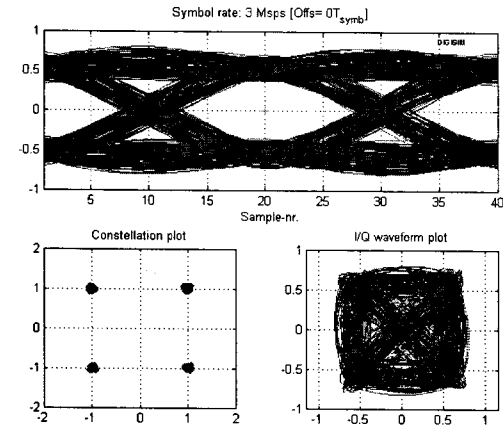 Symbol rate: 3 Msps [Offs= 0T_symb]
DIGISIM
1
0.5
0
-0.5
-1
5 10 15 20 25 30 35 40
Sample-nr.
Constellation plot
2
1
0
-1
-2
-2 -1 0 1 2
I/Q waveform plot
1
0.5
0
-0.5
-1
-1 -0.5 0 0.5 1